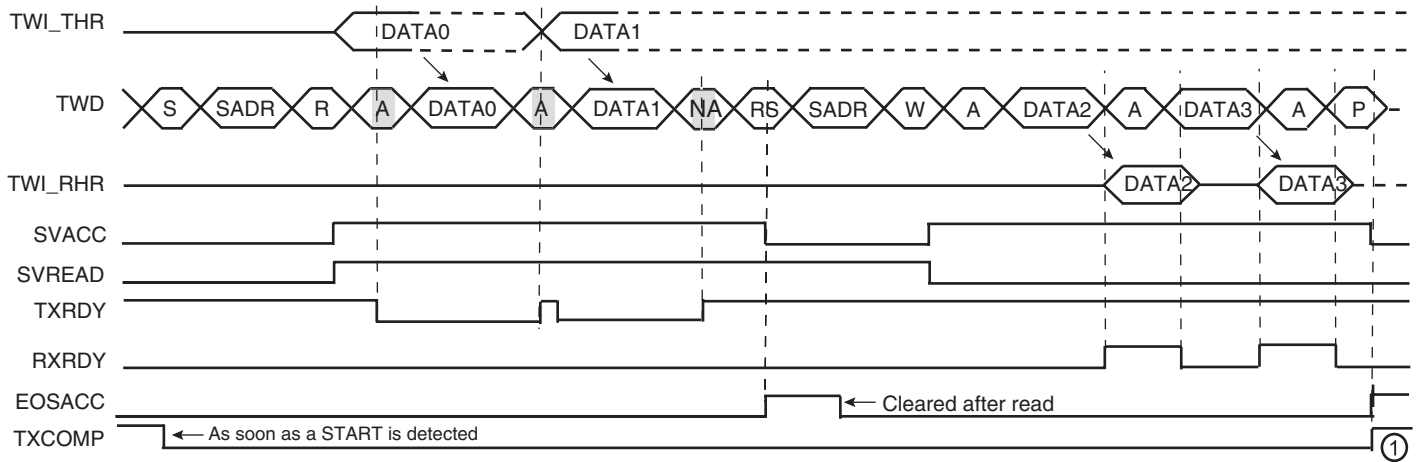 TWI_THR DATA0 DATA1
TWD S SADR R A DATA0 A DATA1 NA RS SADR W A DATA2 A DATA3 A P
TWI_RHR DATA2 DATA3
SVACC
SVREAD
TXRDY
RXRDY
EOSACC Cleared after read
TXCOMP As soon as a START is detected 1